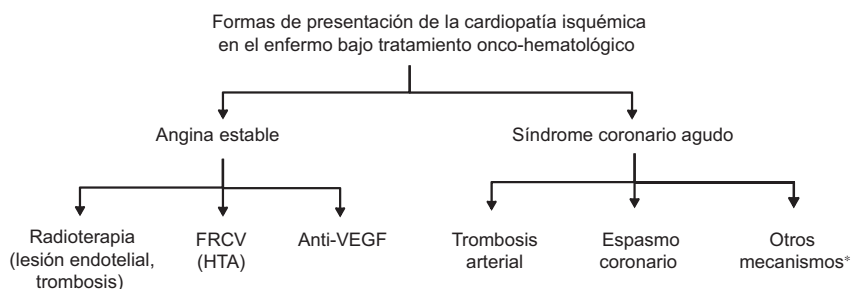 Formas de presentación de la cardiopatía isquémica
en el enfermo bajo tratamiento onco-hematológico
Angina estable
Síndrome coronario agudo
Radioterapia
(lesión endotelial,
trombosis)
FRCV
(HTA)
Anti-VEGF
Trombosis
arterial
Espasmo
coronario
Otros
mecanismos*